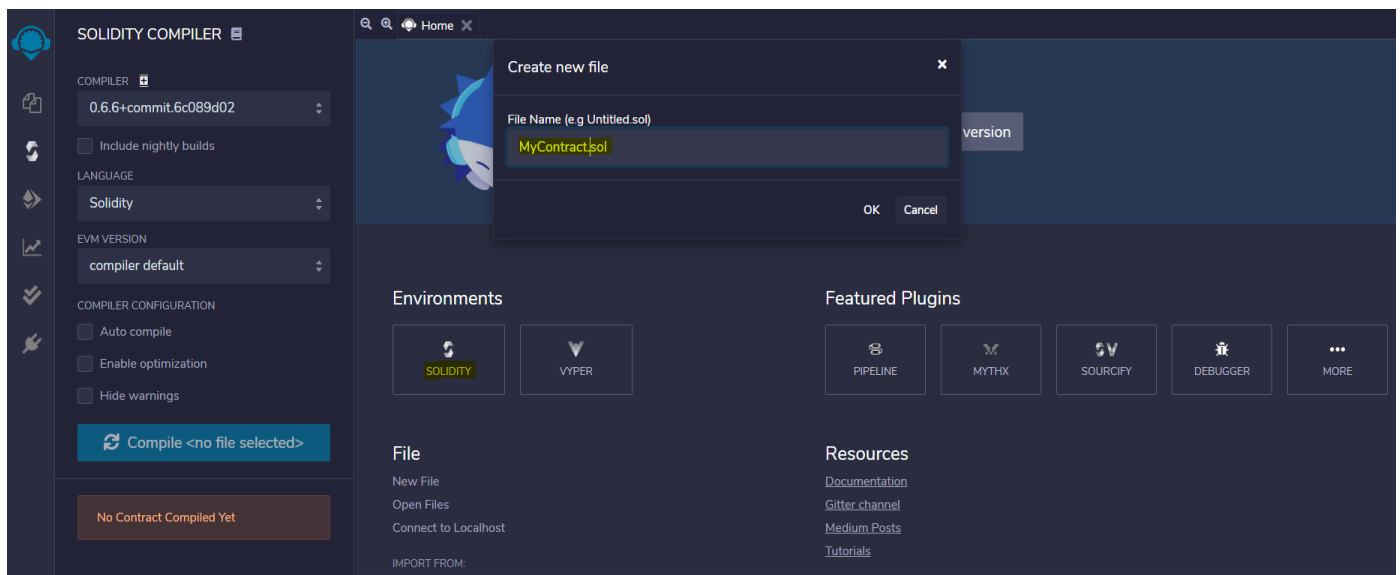 SOLIDITY COMPILER
COMPILER
0.6.6+commit.6c089d02
Include nightly builds
LANGUAGE
Solidity
EVM VERSION
compiler default
COMPILER CONFIGURATION
Auto compile
Enable optimization
Hide warnings
Compile <no file selected>
No Contract Compiled Yet
Home
Create new file
File Name (e.g Untitled.sol)
MyContract.sol
OK Cancel
version
Environments
SOLIDITY VYPER
Featured Plugins
PIPELINE MYTHX SOURCIFY DEBUGGER MORE
File
New File
Open Files
Connect to Localhost
IMPORT FROM:
Resources
Documentation
Gitter channel
Medium Posts
Tutorials